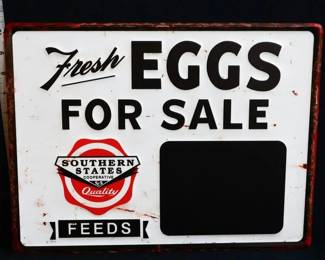 Fresh EGGS
FOR SALE
SOUTHERN
STATES
COOPERATIVE
Quality
FEEDS